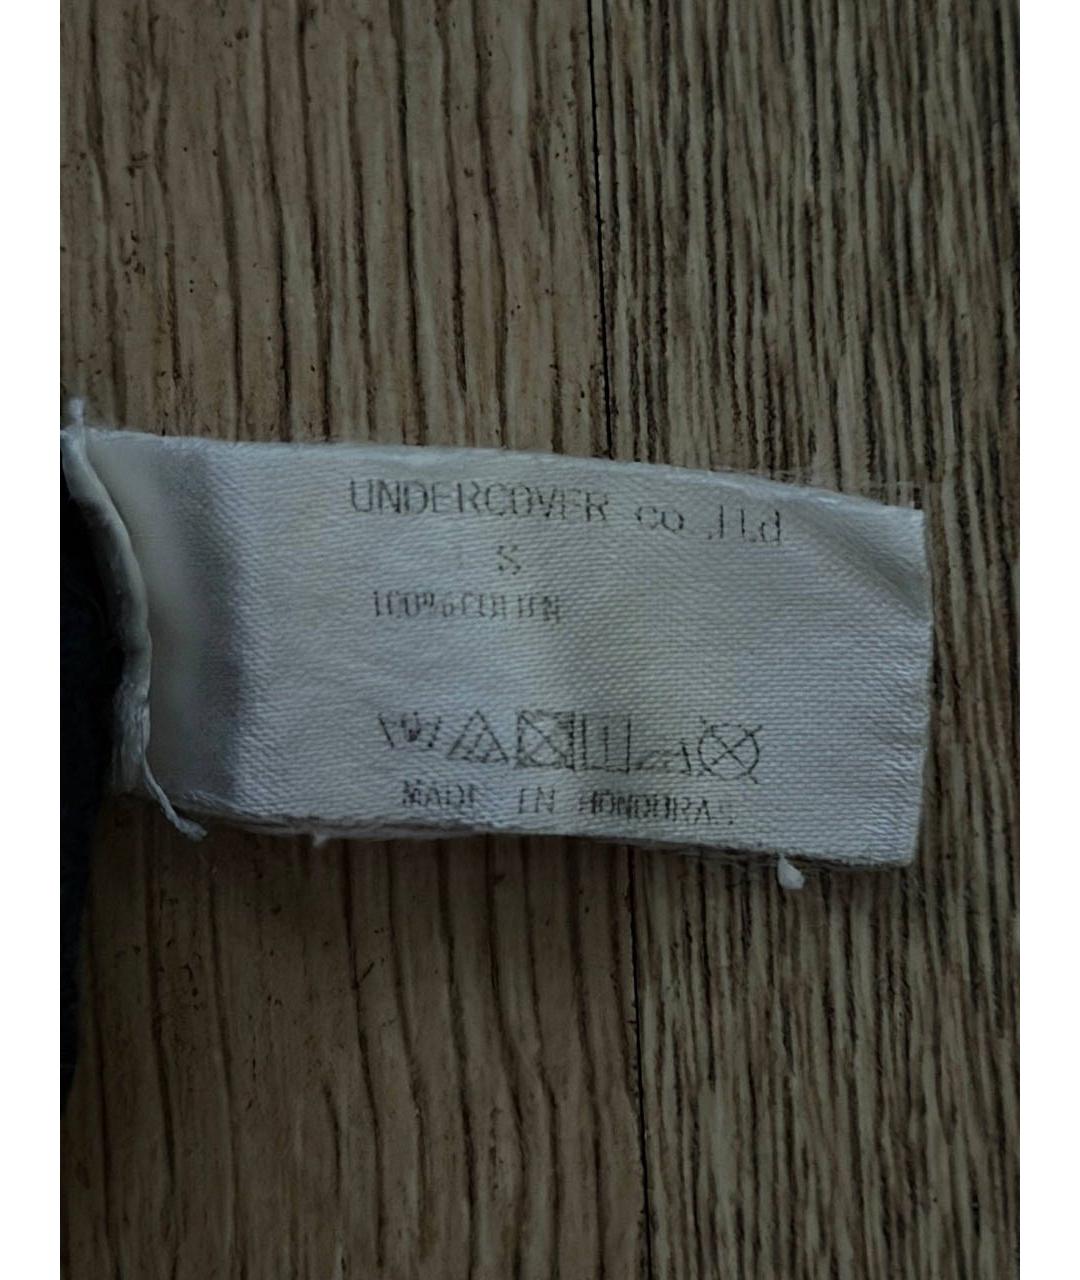 UNDERCOVER co.,Ltd
S
100%COTTON
MADE IN HONDURAS